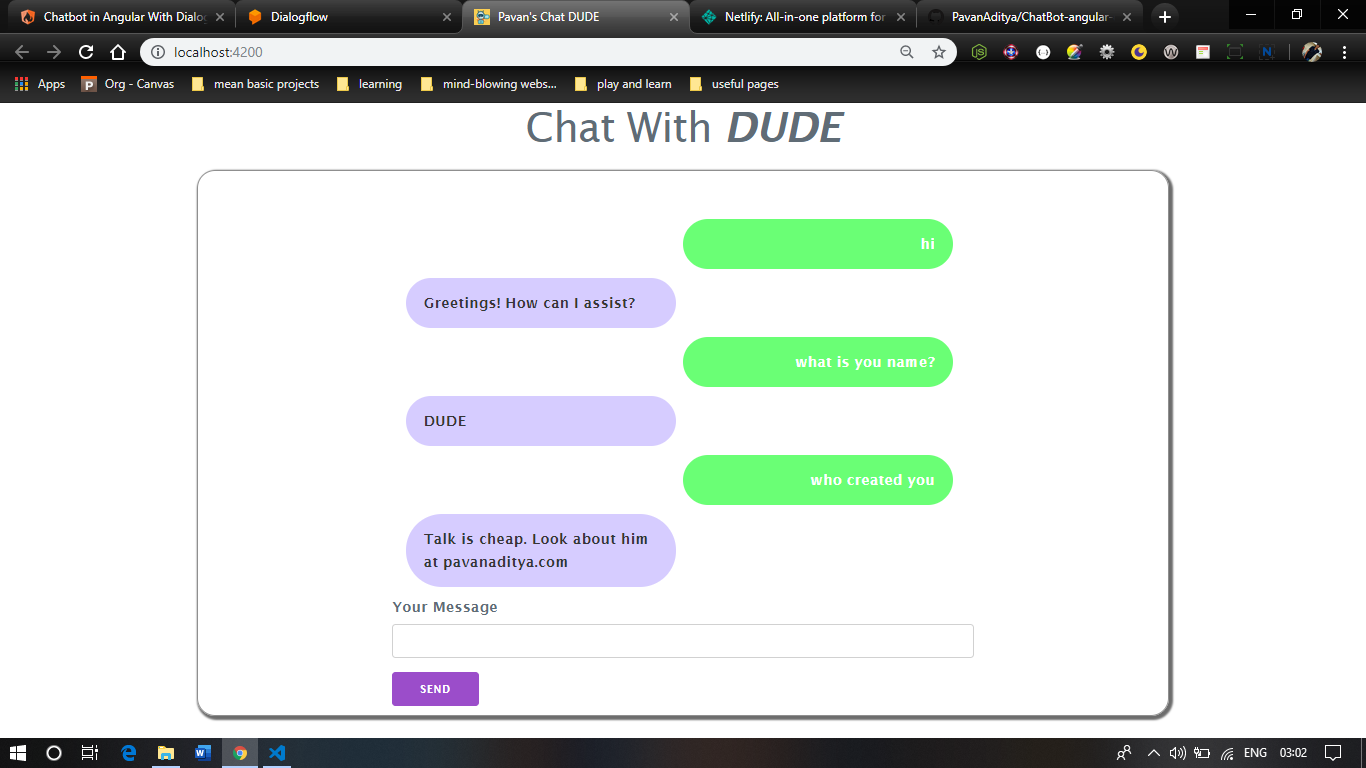 Chatbot in Angular With Dialog
Dialogflow
Pavan's Chat DUDE
Netlify: All-in-one platform for
PavanAditya/ChatBot-angular-
localhost:4200
Apps
Org - Canvas
mean basic projects
learning
mind-blowing webs...
play and learn
useful pages
Chat With DUDE
hi
Greetings! How can I assist?
what is you name?
DUDE
who created you
Talk is cheap. Look about him
at pavanaditya.com
Your Message
SEND
ENG
03:02